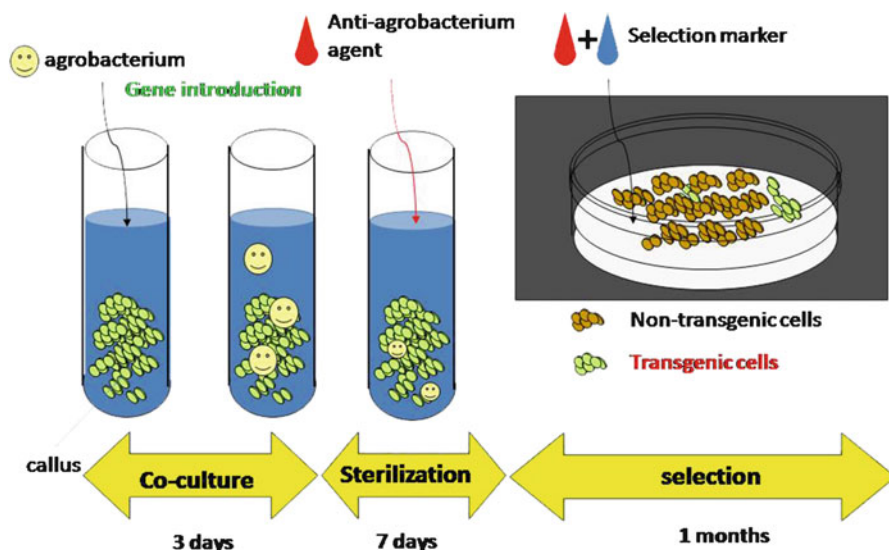 agrobacterium
Gene introduction
Anti-agrobacterium
agent
+
Selection marker
Non-transgenic cells
Transgenic cells
callus
Co-culture
Sterilization
selection
3 days
7 days
1 months